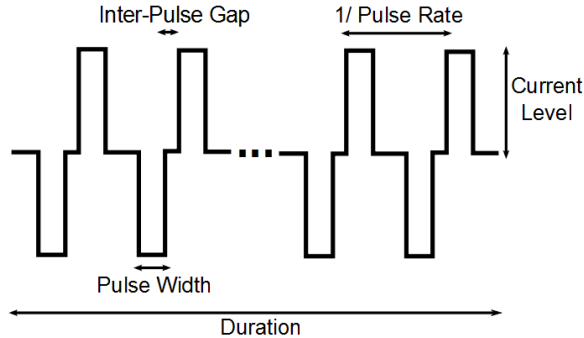 Inter-Pulse Gap
1/ Pulse Rate
Current
Level
Pulse Width
Duration